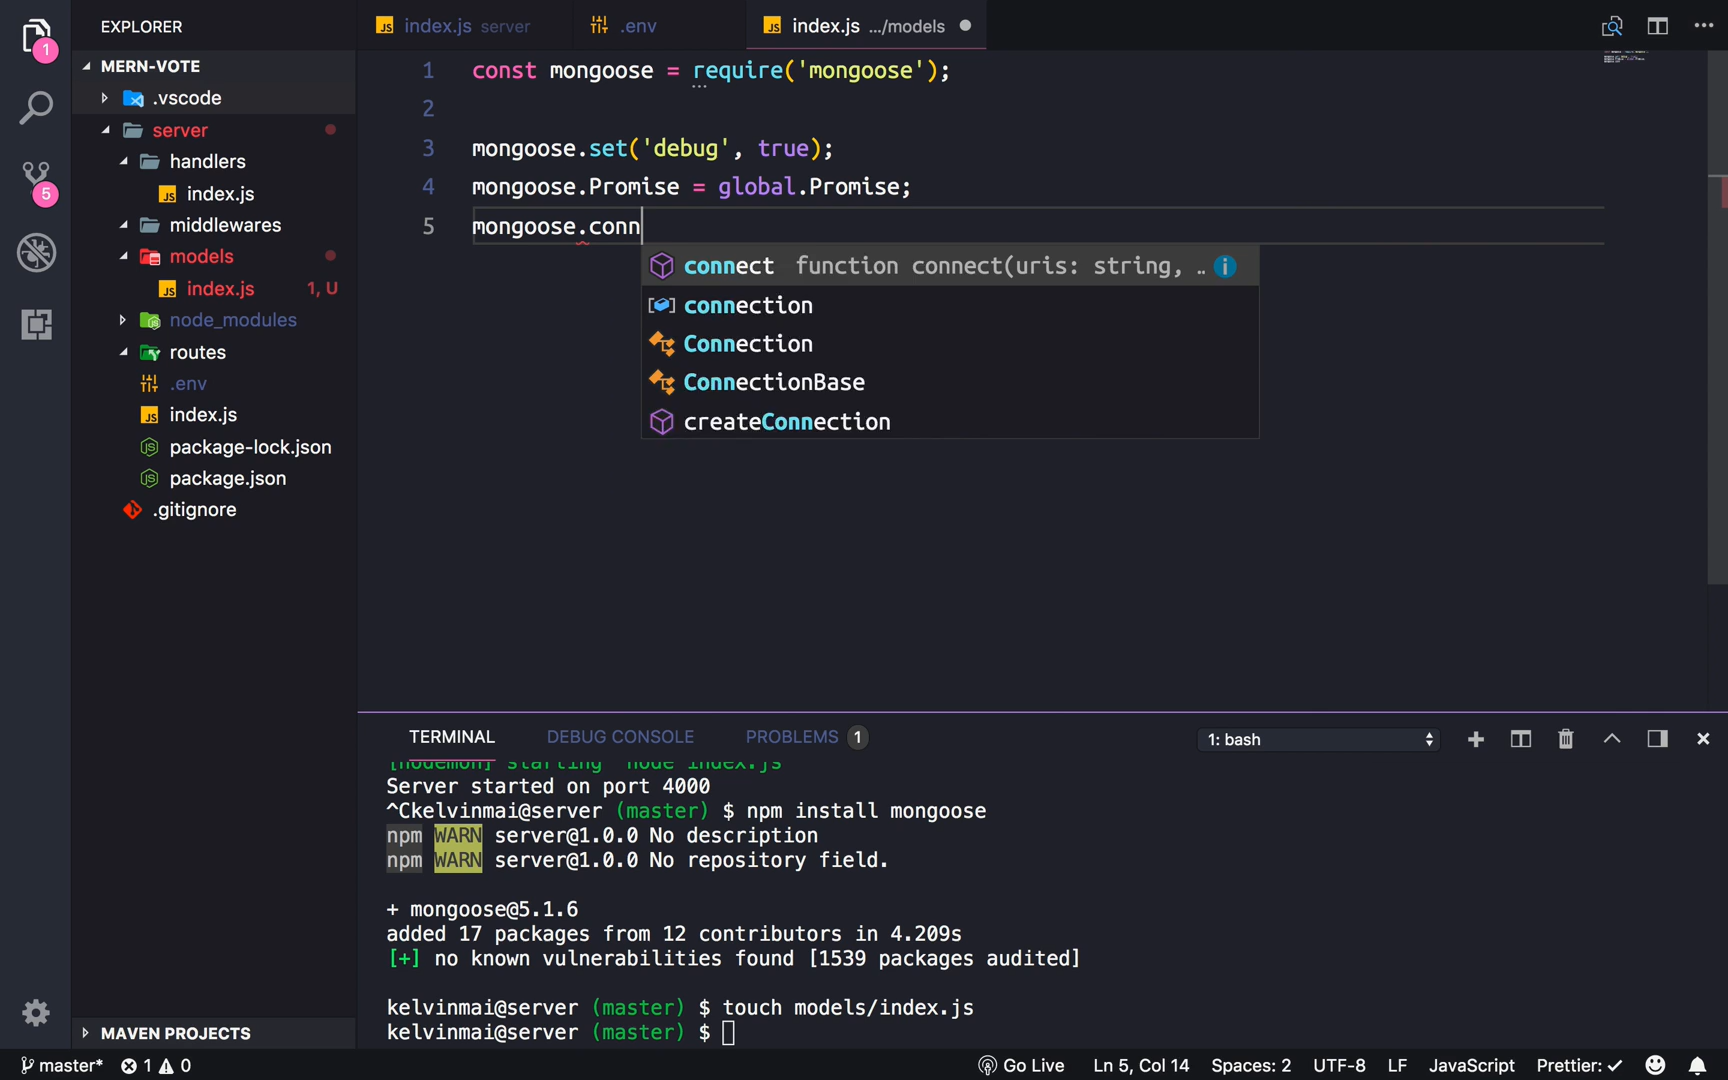 EXPLORER
index.js server
.env
index.js .../models
MERN-VOTE
.vscode
server
handlers
index.js
middlewares
models
index.js 1, U
node_modules
routes
.env
index.js
package-lock.json
package.json
.gitignore
MAVEN PROJECTS
1
5
1 const mongoose = require('mongoose');
2
3 mongoose.set('debug', true);
4 mongoose.Promise = global.Promise;
5 mongoose.conn
connect function connect(uris: string, ..
connection
Connection
ConnectionBase
createConnection
TERMINAL DEBUG CONSOLE PROBLEMS 1
1: bash
[nodemon] starting `node index.js`
Server started on port 4000
^Ckelvinmai@server (master) $ npm install mongoose
npm WARN server@1.0.0 No description
npm WARN server@1.0.0 No repository field.
+ mongoose@5.1.6
added 17 packages from 12 contributors in 4.209s
[+] no known vulnerabilities found [1539 packages audited]
kelvinmai@server (master) $ touch models/index.js
kelvinmai@server (master) $
master* 1 0
Go Live Ln 5, Col 14 Spaces: 2 UTF-8 LF JavaScript Prettier: ✓